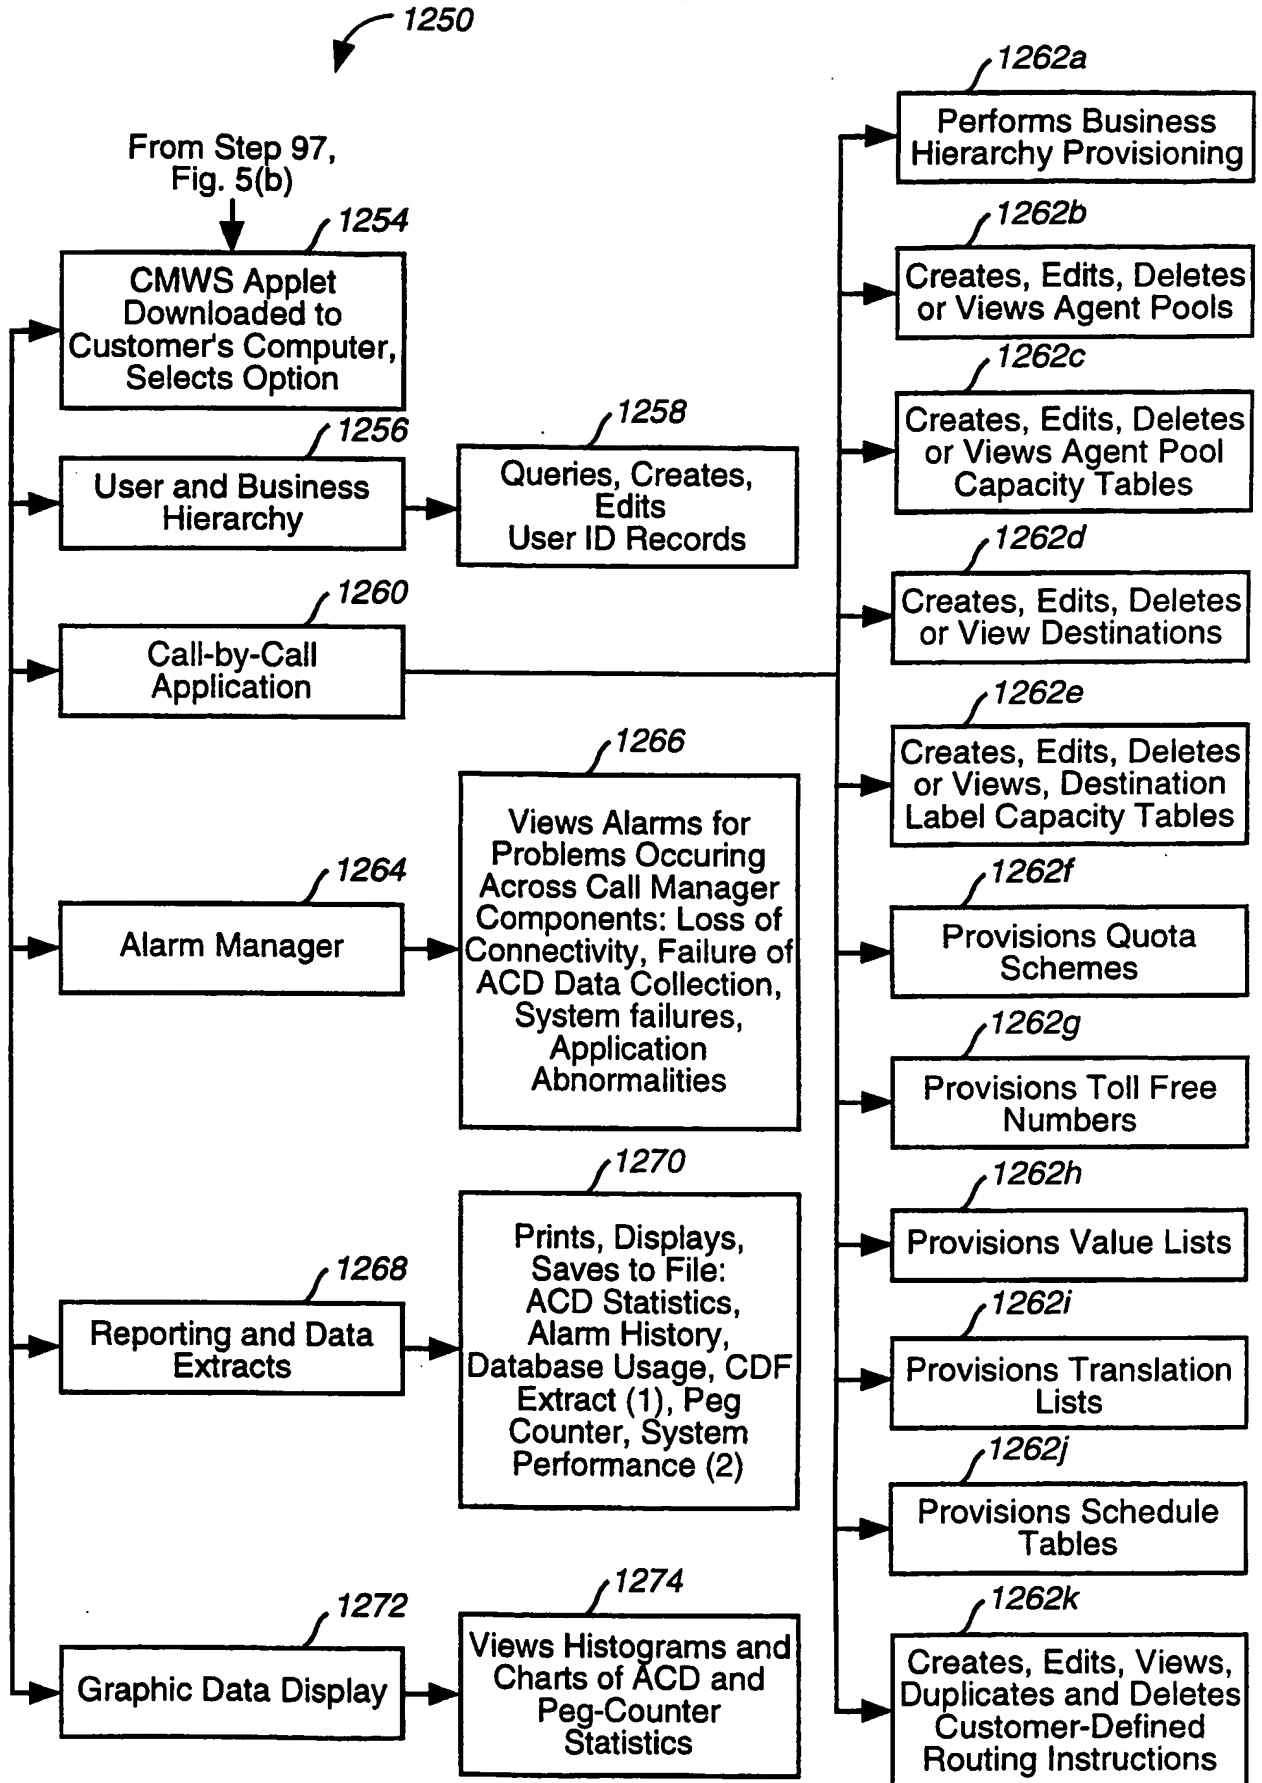 1250
From Step 97,
Fig. 5(b)
1254
CMWS Applet
Downloaded to
Customer's Computer,
Selects Option
1256
User and Business
Hierarchy
1258
Queries, Creates,
Edits
User ID Records
1260
Call-by-Call
Application
1264
Alarm Manager
1266
Views Alarms for
Problems Occuring
Across Call Manager
Components: Loss of
Connectivity, Failure of
ACD Data Collection,
System failures,
Application
Abnormalities
1268
Reporting and Data
Extracts
1270
Prints, Displays,
Saves to File:
ACD Statistics,
Alarm History,
Database Usage, CDF
Extract (1), Peg
Counter, System
Performance (2)
1272
Graphic Data Display
1274
Views Histograms and
Charts of ACD and
Peg-Counter
Statistics
1262a
Performs Business
Hierarchy Provisioning
1262b
Creates, Edits, Deletes
or Views Agent Pools
1262c
Creates, Edits, Deletes
or Views Agent Pool
Capacity Tables
1262d
Creates, Edits, Deletes
or View Destinations
1262e
Creates, Edits, Deletes
or Views, Destination
Label Capacity Tables
1262f
Provisions Quota
Schemes
1262g
Provisions Toll Free
Numbers
1262h
Provisions Value Lists
1262i
Provisions Translation
Lists
1262j
Provisions Schedule
Tables
1262k
Creates, Edits, Views,
Duplicates and Deletes
Customer-Defined
Routing Instructions